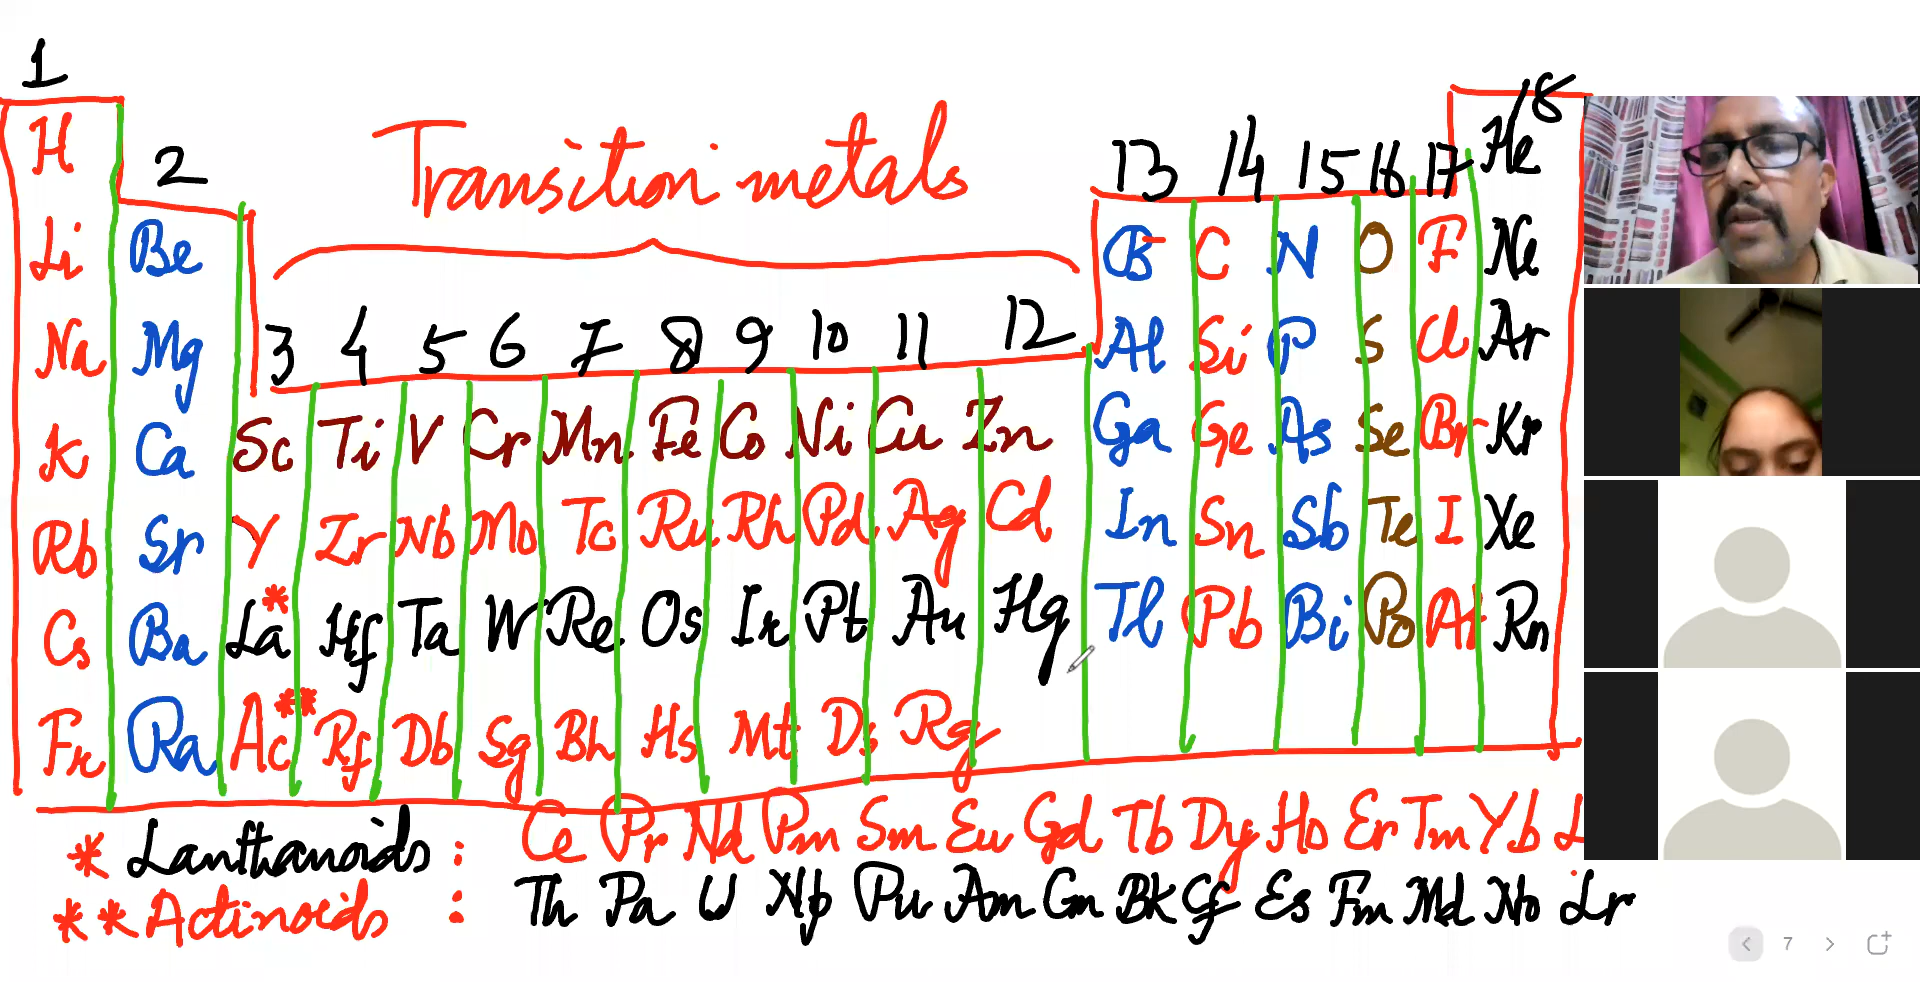 1 18
H 2 Transition metals 13 14 15 16 17 He
Li Be B C N O F Ne
Na Mg 3 4 5 6 7 8 9 10 11 12 Al Si P S Cl Ar
K Ca Sc Ti V Cr Mn Fe Co Ni Cu Zn Ga Ge As Se Br Kr
Rb Sr Y Zr Nb Mo Tc Ru Rh Pd Ag Cd In Sn Sb Te I Xe
Cs Ba La* Hf Ta W Re Os Ir Pt Au Hg Tl Pb Bi Po At Rn
Fr Ra Ac** Rf Db Sg Bh Hs Mt Ds Rg
* Lanthanoids : Ce Pr Nd Pm Sm Eu Gd Tb Dy Ho Er Tm Yb L
** Actinoids : Th Pa U Np Pu Am Cm Bk Cf Es Fm Md No Lr
7